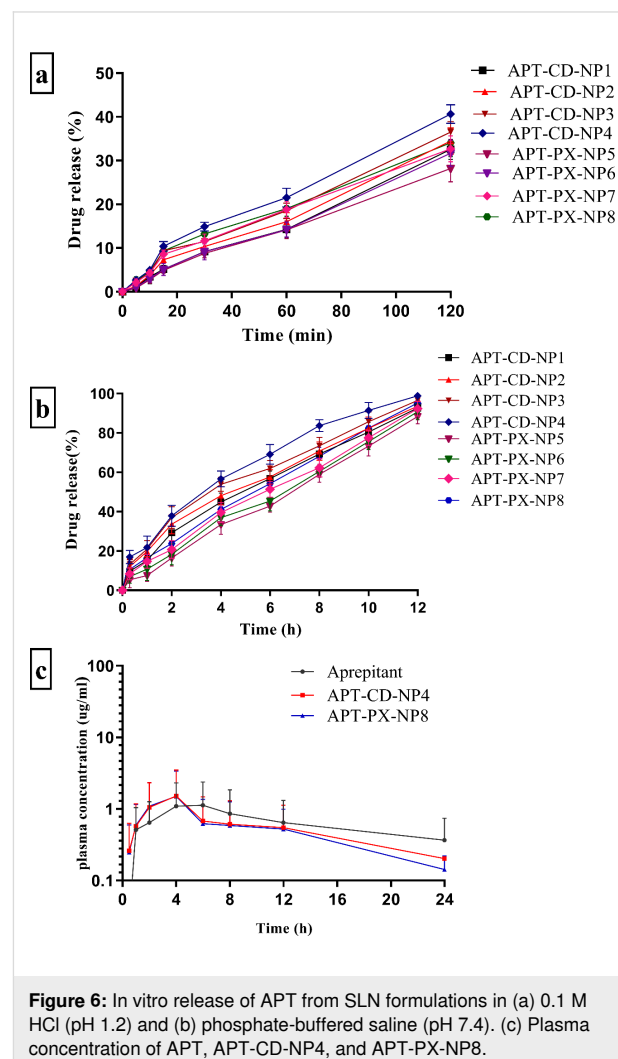 a
50
40
30
20
10
0
Drug release (%)
0 20 40 60 80 100 120
Time (min)
APT-CD-NP1
APT-CD-NP2
APT-CD-NP3
APT-CD-NP4
APT-PX-NP5
APT-PX-NP6
APT-PX-NP7
APT-PX-NP8
b
100
80
60
40
20
0
Drug release(%)
0 2 4 6 8 10 12
Time (h)
APT-CD-NP1
APT-CD-NP2
APT-CD-NP3
APT-CD-NP4
APT-PX-NP5
APT-PX-NP6
APT-PX-NP7
APT-PX-NP8
c
100
10
1
0.1
plasma concentration (ug/ml)
0 4 8 12 16 20 24
Time (h)
Aprepitant
APT-CD-NP4
APT-PX-NP8
Figure 6: In vitro release of APT from SLN formulations in (a) 0.1 M
HCl (pH 1.2) and (b) phosphate-buffered saline (pH 7.4). (c) Plasma
concentration of APT, APT-CD-NP4, and APT-PX-NP8.